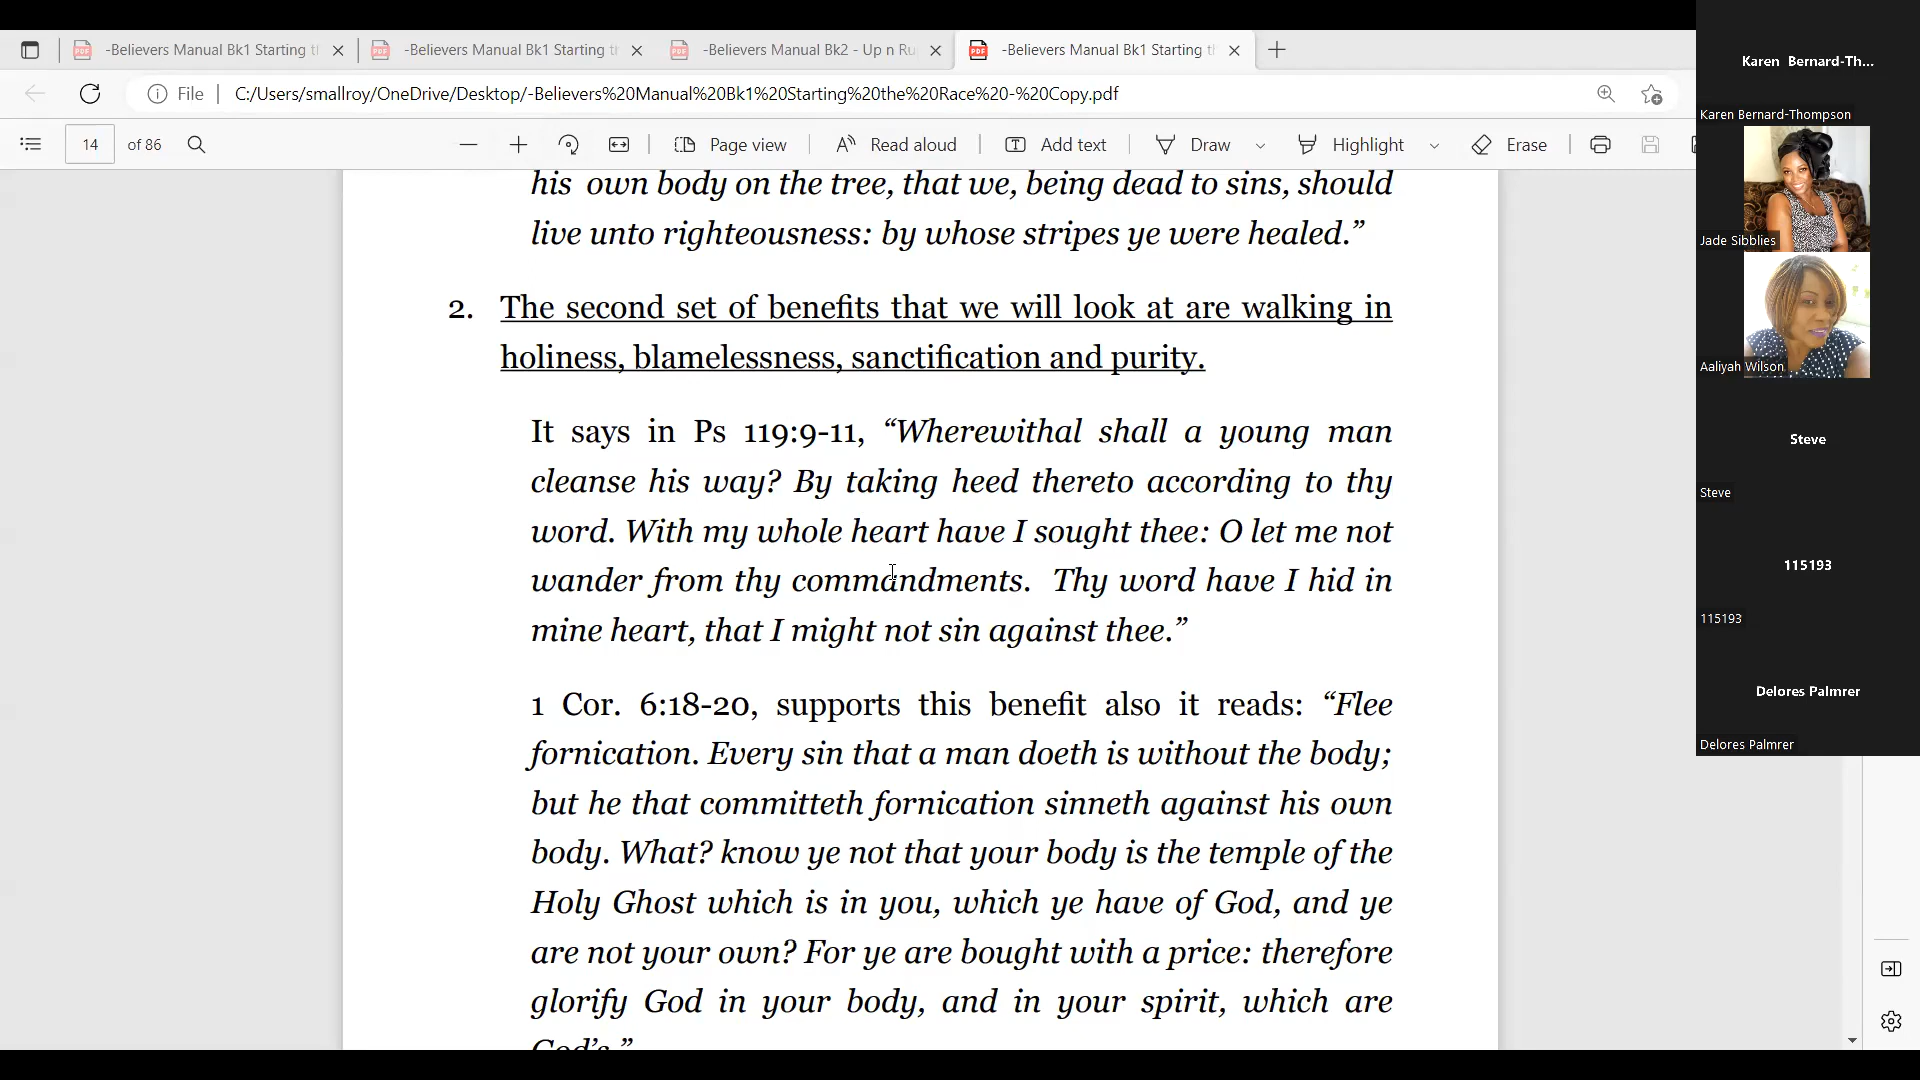 -Believers Manual Bk1 Starting t
-Believers Manual Bk1 Starting t
-Believers Manual Bk2 - Up n Ru
-Believers Manual Bk1 Starting t
File
C:/Users/smallroy/OneDrive/Desktop/-Believers%20Manual%20Bk1%20Starting%20the%20Race%20-%20Copy.pdf
14 of 86
Page view
Read aloud
Add text
Draw
Highlight
Erase
his own body on the tree, that we, being dead to sins, should
live unto righteousness: by whose stripes ye were healed.”
2. The second set of benefits that we will look at are walking in
holiness, blamelessness, sanctification and purity.
It says in Ps 119:9-11, “Wherewithal shall a young man
cleanse his way? By taking heed thereto according to thy
word. With my whole heart have I sought thee: O let me not
wander from thy commandments. Thy word have I hid in
mine heart, that I might not sin against thee.”
1 Cor. 6:18-20, supports this benefit also it reads: “Flee
fornication. Every sin that a man doeth is without the body;
but he that committeth fornication sinneth against his own
body. What? know ye not that your body is the temple of the
Holy Ghost which is in you, which ye have of God, and ye
are not your own? For ye are bought with a price: therefore
glorify God in your body, and in your spirit, which are
God’s.”
Karen Bernard-Th...
Karen Bernard-Thompson
Jade Sibblies
Aaliyah Wilson
Steve
Steve
115193
115193
Delores Palmrer
Delores Palmrer